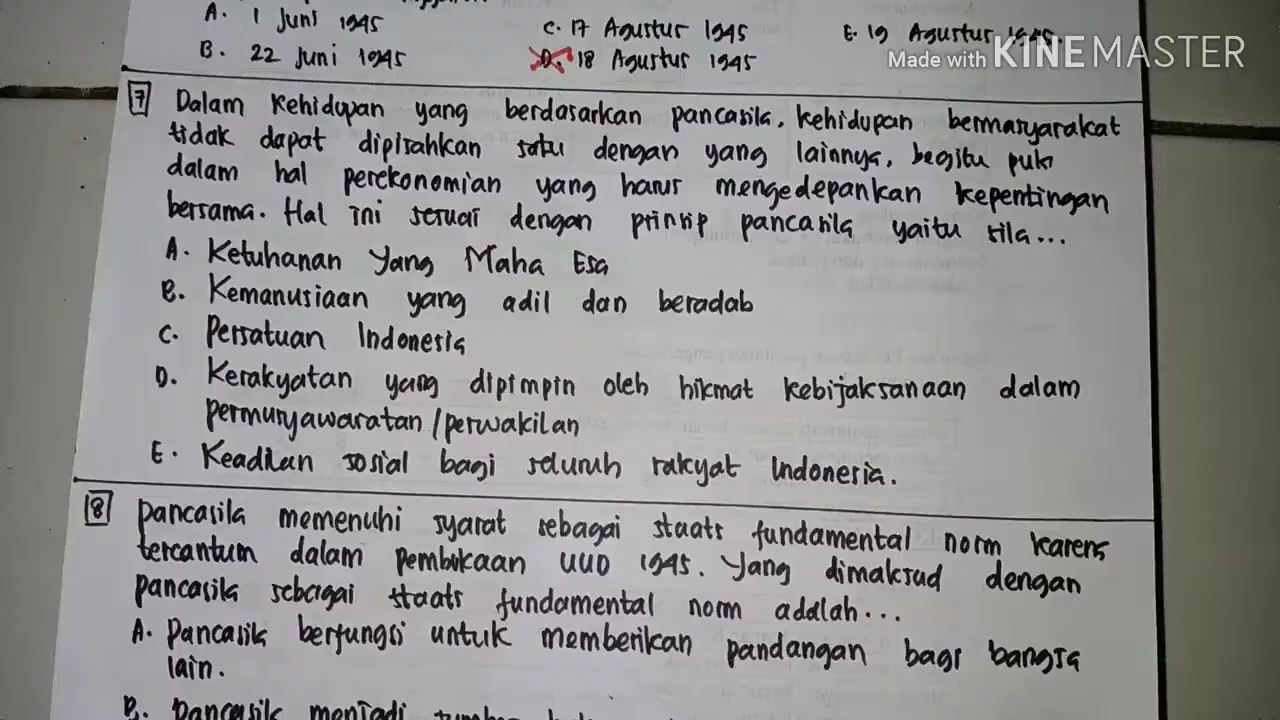 A. 1 Juni 1945 C. 17 Agustus 1945 E. 19 Agustus 1945
B. 22 Juni 1945 D. 18 Agustus 1945
Made with KINEMASTER
7 Dalam kehidupan yang berdasarkan pancasila, kehidupan bermasyarakat
tidak dapat dipisahkan satu dengan yang lainnya, begitu pula
dalam hal perekonomian yang harus mengedepankan kepentingan
bersama. Hal ini sesuai dengan prinsip pancasila yaitu sila...
A. Ketuhanan Yang Maha Esa
B. Kemanusiaan yang adil dan beradab
C. Persatuan Indonesia
D. Kerakyatan yang dipimpin oleh hikmat kebijaksanaan dalam
permusyawaratan/perwakilan
E. Keadilan sosial bagi seluruh rakyat Indonesia.
8 Pancasila memenuhi syarat sebagai staats fundamental norm karena
tercantum dalam pembukaan UUD 1945. Yang dimaksud dengan
pancasila sebagai staats fundamental norm adalah...
A. Pancasila berfungsi untuk memberikan pandangan bagi bangsa
lain.
B. Pancasila menjadi